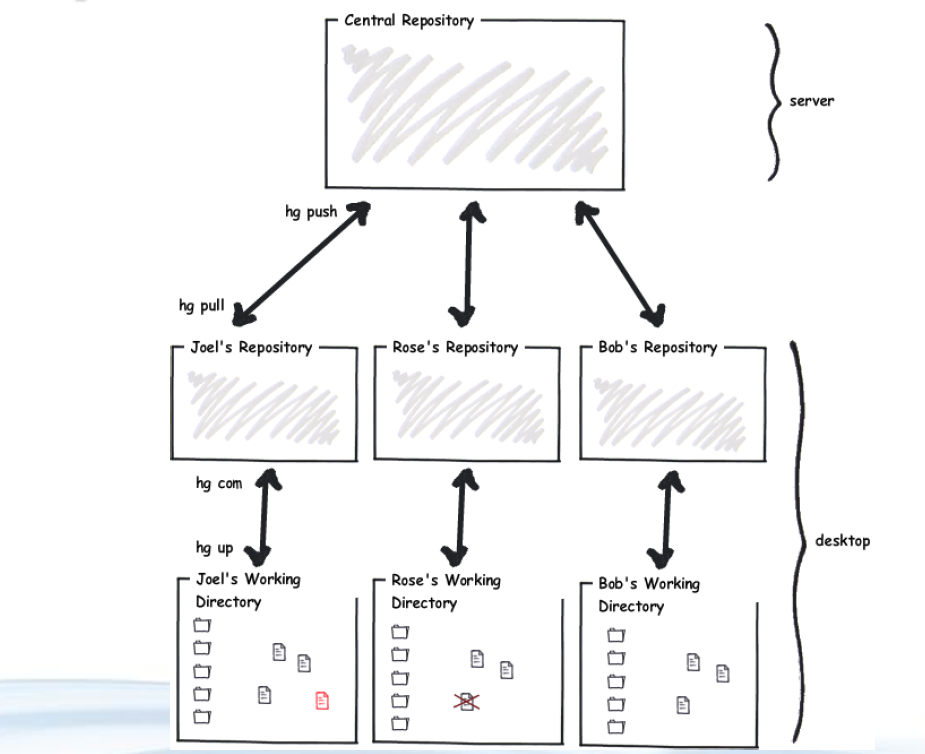 Central Repository
server
hg push
hg pull
Joel's Repository
Rose's Repository
Bob's Repository
hg com
hg up
desktop
Joel's Working
Directory
Rose's Working
Directory
Bob's Working
Directory